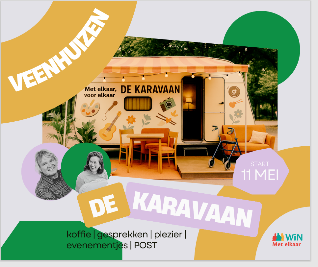 VEENHUIZEN
Met elkaar,
voor elkaar
DE KARAVAAN
START
11 MEI
DE KARAVAAN
koffie | gesprekken | plezier |
evenementjes | POST
WiN
Met elkaar